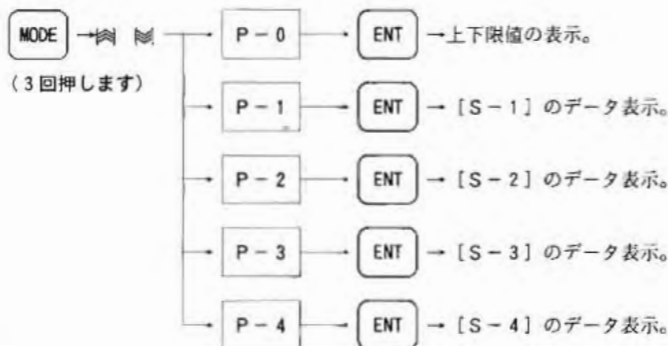 MODE → P-0 → ENT →上下限値の表示。
(3回押します)
P-1 → ENT → [S-1] のデータ表示。
P-2 → ENT → [S-2] のデータ表示。
P-3 → ENT → [S-3] のデータ表示。
P-4 → ENT → [S-4] のデータ表示。